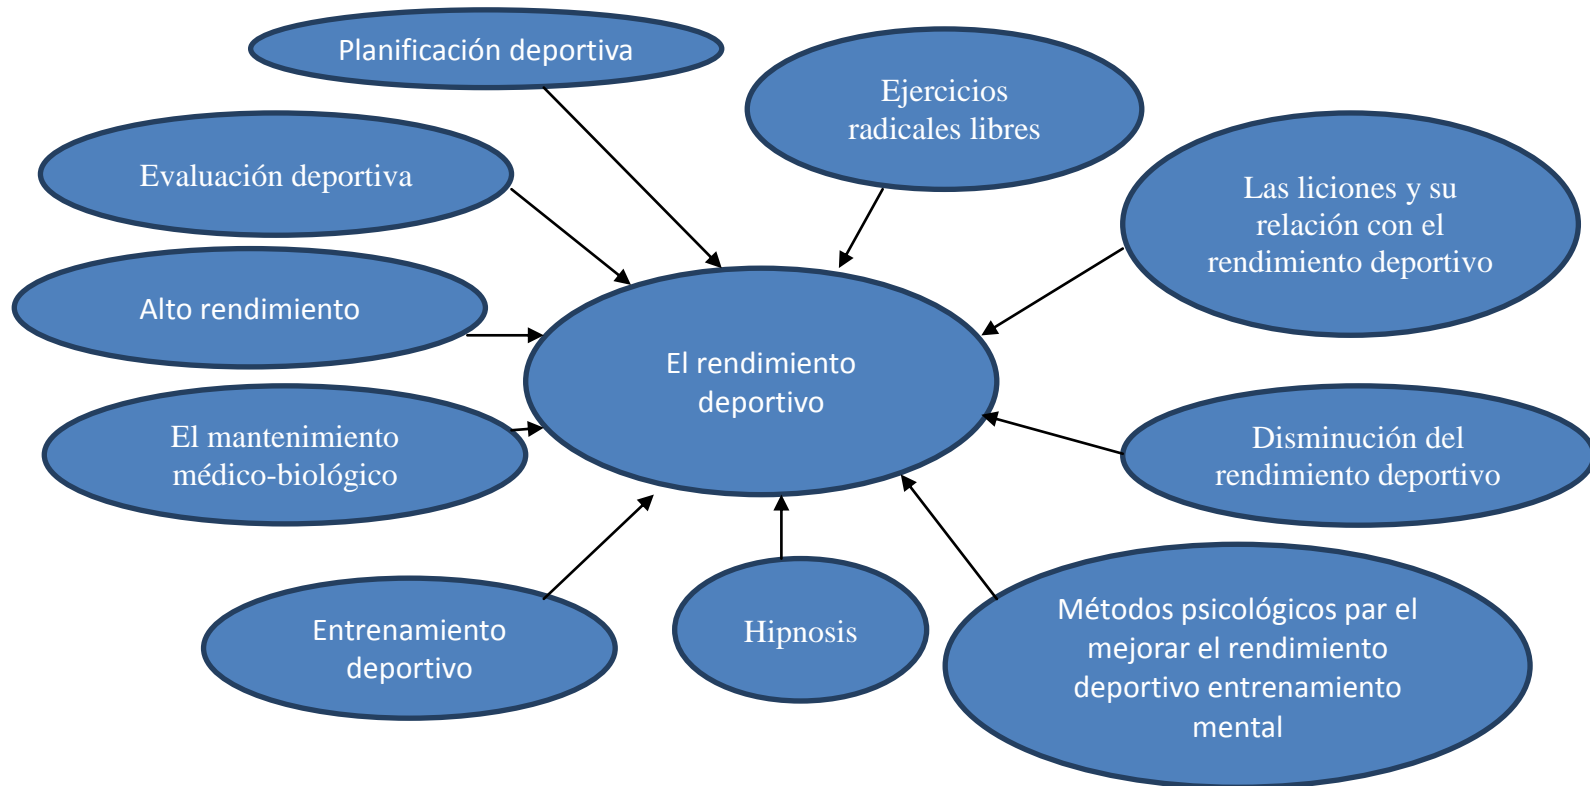 Planificación deportiva
Ejercicios
radicales libres
Evaluación deportiva
Las liciones y su
relación con el
rendimiento deportivo
Alto rendimiento
El rendimiento
deportivo
El mantenimiento
médico-biológico
Disminución del
rendimiento deportivo
Entrenamiento
deportivo
Hipnosis
Métodos psicológicos par el
mejorar el rendimiento
deportivo entrenamiento
mental